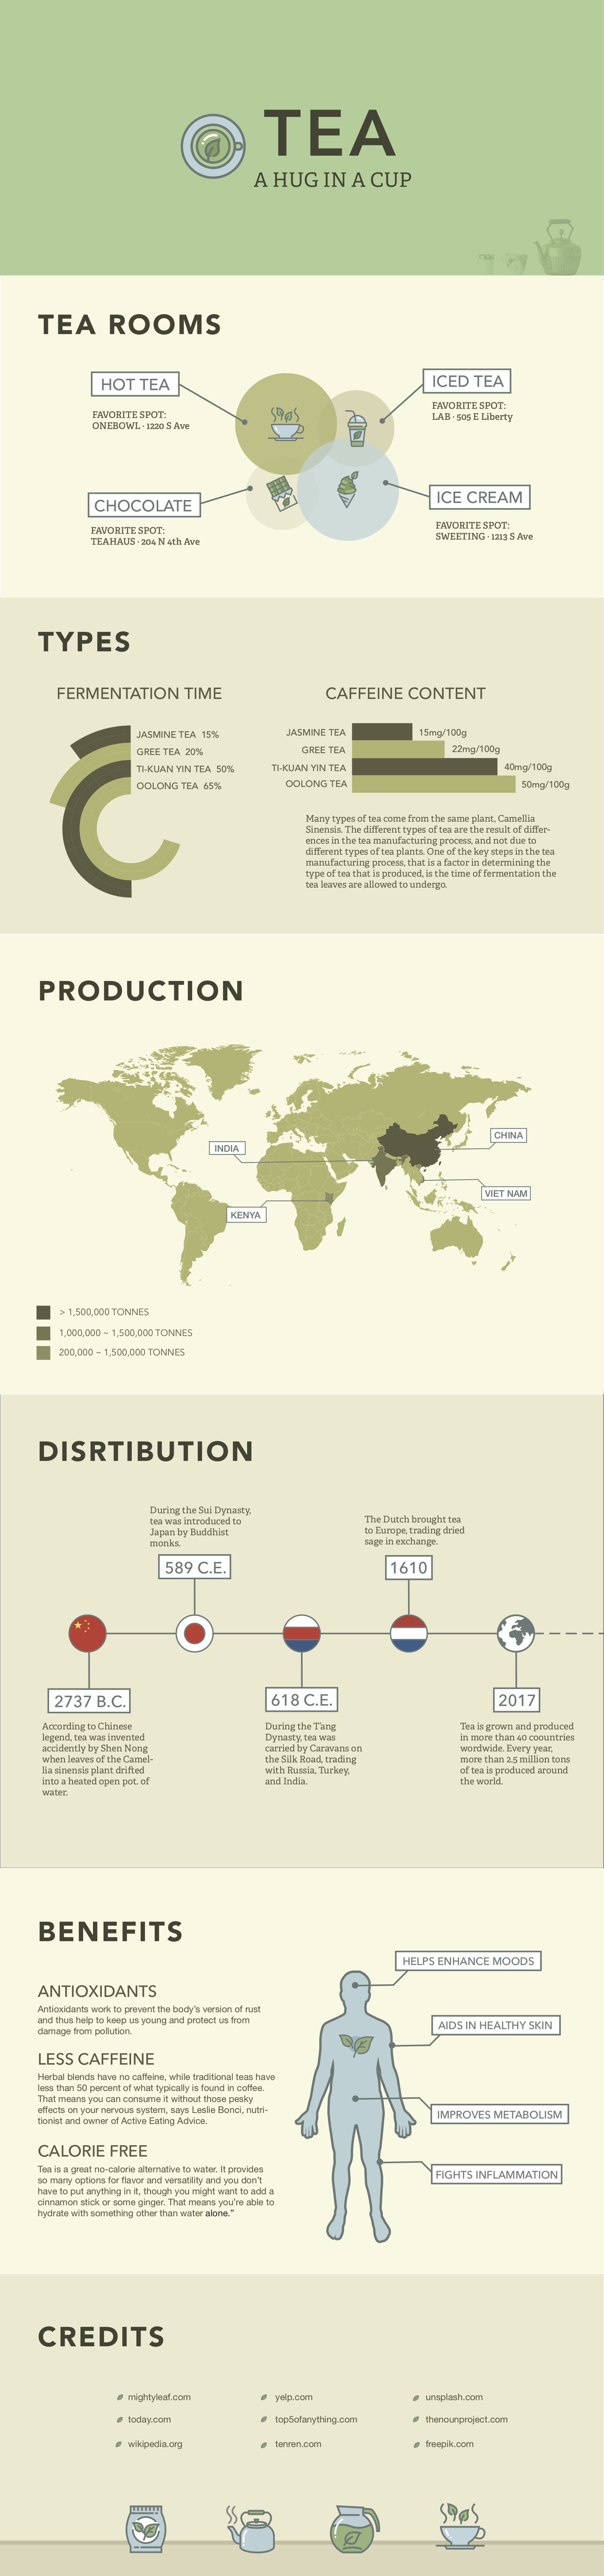 TEA
A HUG IN A CUP
TEA ROOMS
HOT TEA
FAVORITE SPOT:
ONEBOWL · 1220 S Ave
ICED TEA
FAVORITE SPOT:
LAB · 505 E Liberty
CHOCOLATE
FAVORITE SPOT:
TEAHAUS · 204 N 4th Ave
ICE CREAM
FAVORITE SPOT:
SWEETING · 1213 S Ave
TYPES
FERMENTATION TIME
JASMINE TEA 15%
GREE TEA 20%
TI-KUAN YIN TEA 50%
OOLONG TEA 65%
CAFFEINE CONTENT
JASMINE TEA 15mg/100g
GREE TEA 22mg/100g
TI-KUAN YIN TEA 40mg/100g
OOLONG TEA 50mg/100g
Many types of tea come from the same plant, Camellia
Sinensis. The different types of tea are the result of differ-
ences in the tea manufacturing process, and not due to
different types of tea plants. One of the key steps in the tea
manufacturing process, that is a factor in determining the
type of tea that is produced, is the time of fermentation the
tea leaves are allowed to undergo.
PRODUCTION
CHINA
INDIA
VIET NAM
KENYA
> 1,500,000 TONNES
1,000,000 ~ 1,500,000 TONNES
200,000 ~ 1,500,000 TONNES
DISRTIBUTION
During the Sui Dynasty,
tea was introduced to
Japan by Buddhist
monks.
589 C.E.
The Dutch brought tea
to Europe, trading dried
sage in exchange.
1610
2737 B.C.
According to Chinese
legend, tea was invented
accidently by Shen Nong
when leaves of the Camel-
lia sinensis plant drifted
into a heated open pot. of
water.
618 C.E.
During the T'ang
Dynasty, tea was
carried by Caravans on
the Silk Road, trading
with Russia, Turkey,
and India.
2017
Tea is grown and produced
in more than 40 coountries
wordwide. Every year,
more than 2.5 million tons
of tea is produced around
the world.
BENEFITS
ANTIOXIDANTS
Antioxidants work to prevent the body's version of rust
and thus help to keep us young and protect us from
damage from pollution.
LESS CAFFEINE
Herbal blends have no caffeine, while traditional teas have
less than 50 percent of what typically is found in coffee.
That means you can consume it without those pesky
effects on your nervous system, says Leslie Bonci, nutri-
tionist and owner of Active Eating Advice.
CALORIE FREE
Tea is a great no-calorie alternative to water. It provides
so many options for flavor and versatility and you don't
have to put anything in it, though you might want to add a
cinnamon stick or some ginger. That means you're able to
hydrate with something other than water alone."
HELPS ENHANCE MOODS
AIDS IN HEALTHY SKIN
IMPROVES METABOLISM
FIGHTS INFLAMMATION
CREDITS
mightyleaf.com
yelp.com
unsplash.com
today.com
top5ofanything.com
thenounproject.com
wikipedia.org
tenren.com
freepik.com